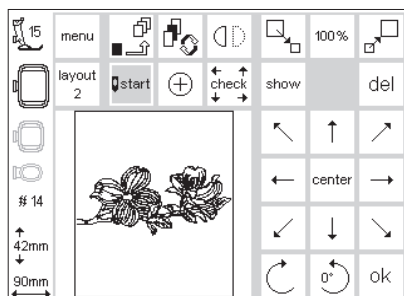 15 menu 100%
layout
2 start check show del
center
# 14
42mm
90mm 0° ok